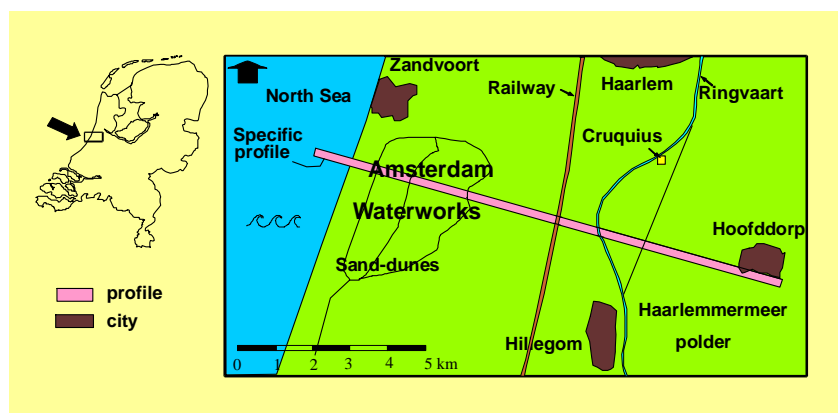 Zandvoort
North Sea
Railway
Haarlem
Ringvaart
Specific
profile
Cruquius
Amsterdam
Waterworks
Hoofddorp
Sand-dunes
profile
city
Haarlemmermeer
polder
Hillegom
0 1 2 3 4 5 km